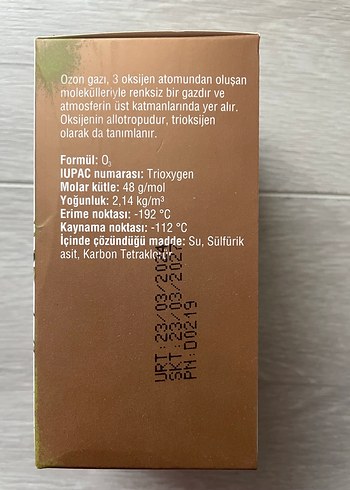 Ozon gazı, 3 oksijen atomundan oluşan
molekülleriyle renksiz bir gazdır ve
atmosferin üst katmanlarında yer alır.
Oksijenin allotropudur, trioksijen
olarak da tanımlanır.
Formül: O₃
IUPAC numarası: Trioxygen
Molar kütle: 48 g/mol
Yoğunluk: 2,14 kg/m³
Erime noktası: -192 °C
Kaynama noktası: -112 °C
İçinde çözündüğü madde: Su, Sülfürik
asit, Karbon Tetraklorür
URT:23/03/2024
SKT:23/03/2027
PN:D0219